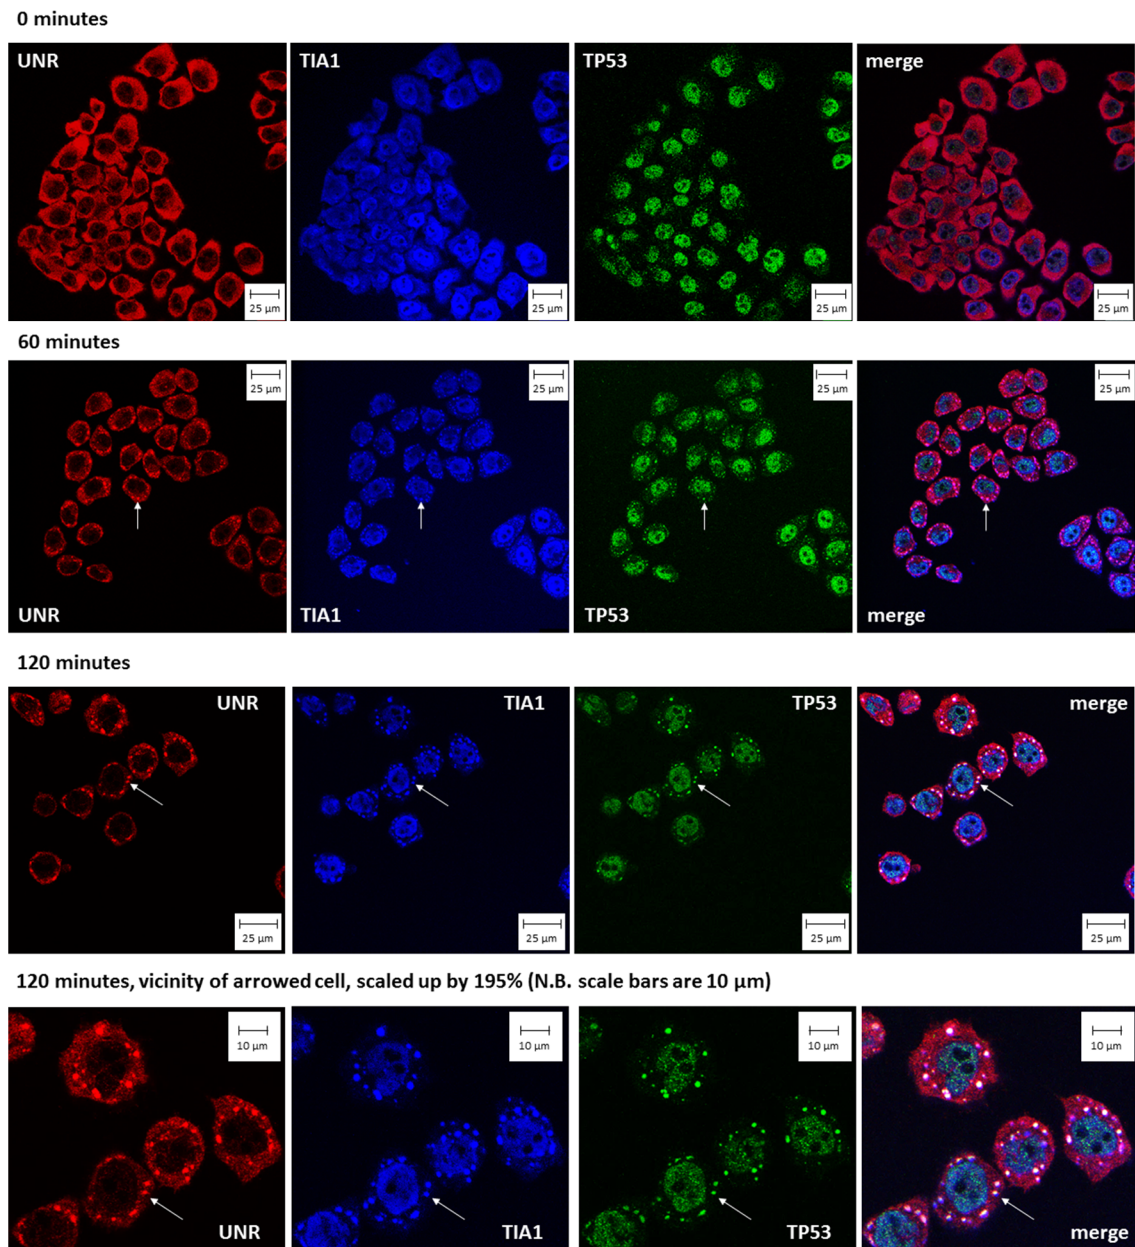 0 minutes
UNR TIA1 TP53 merge
25 µm 25 µm 25 µm 25 µm
60 minutes
25 µm 25 µm 25 µm 25 µm
UNR TIA1 TP53 merge
120 minutes
UNR TIA1 TP53 merge
25 µm 25 µm 25 µm 25 µm
120 minutes, vicinity of arrowed cell, scaled up by 195% (N.B. scale bars are 10 µm)
10 µm 10 µm 10 µm 10 µm
UNR TIA1 TP53 merge